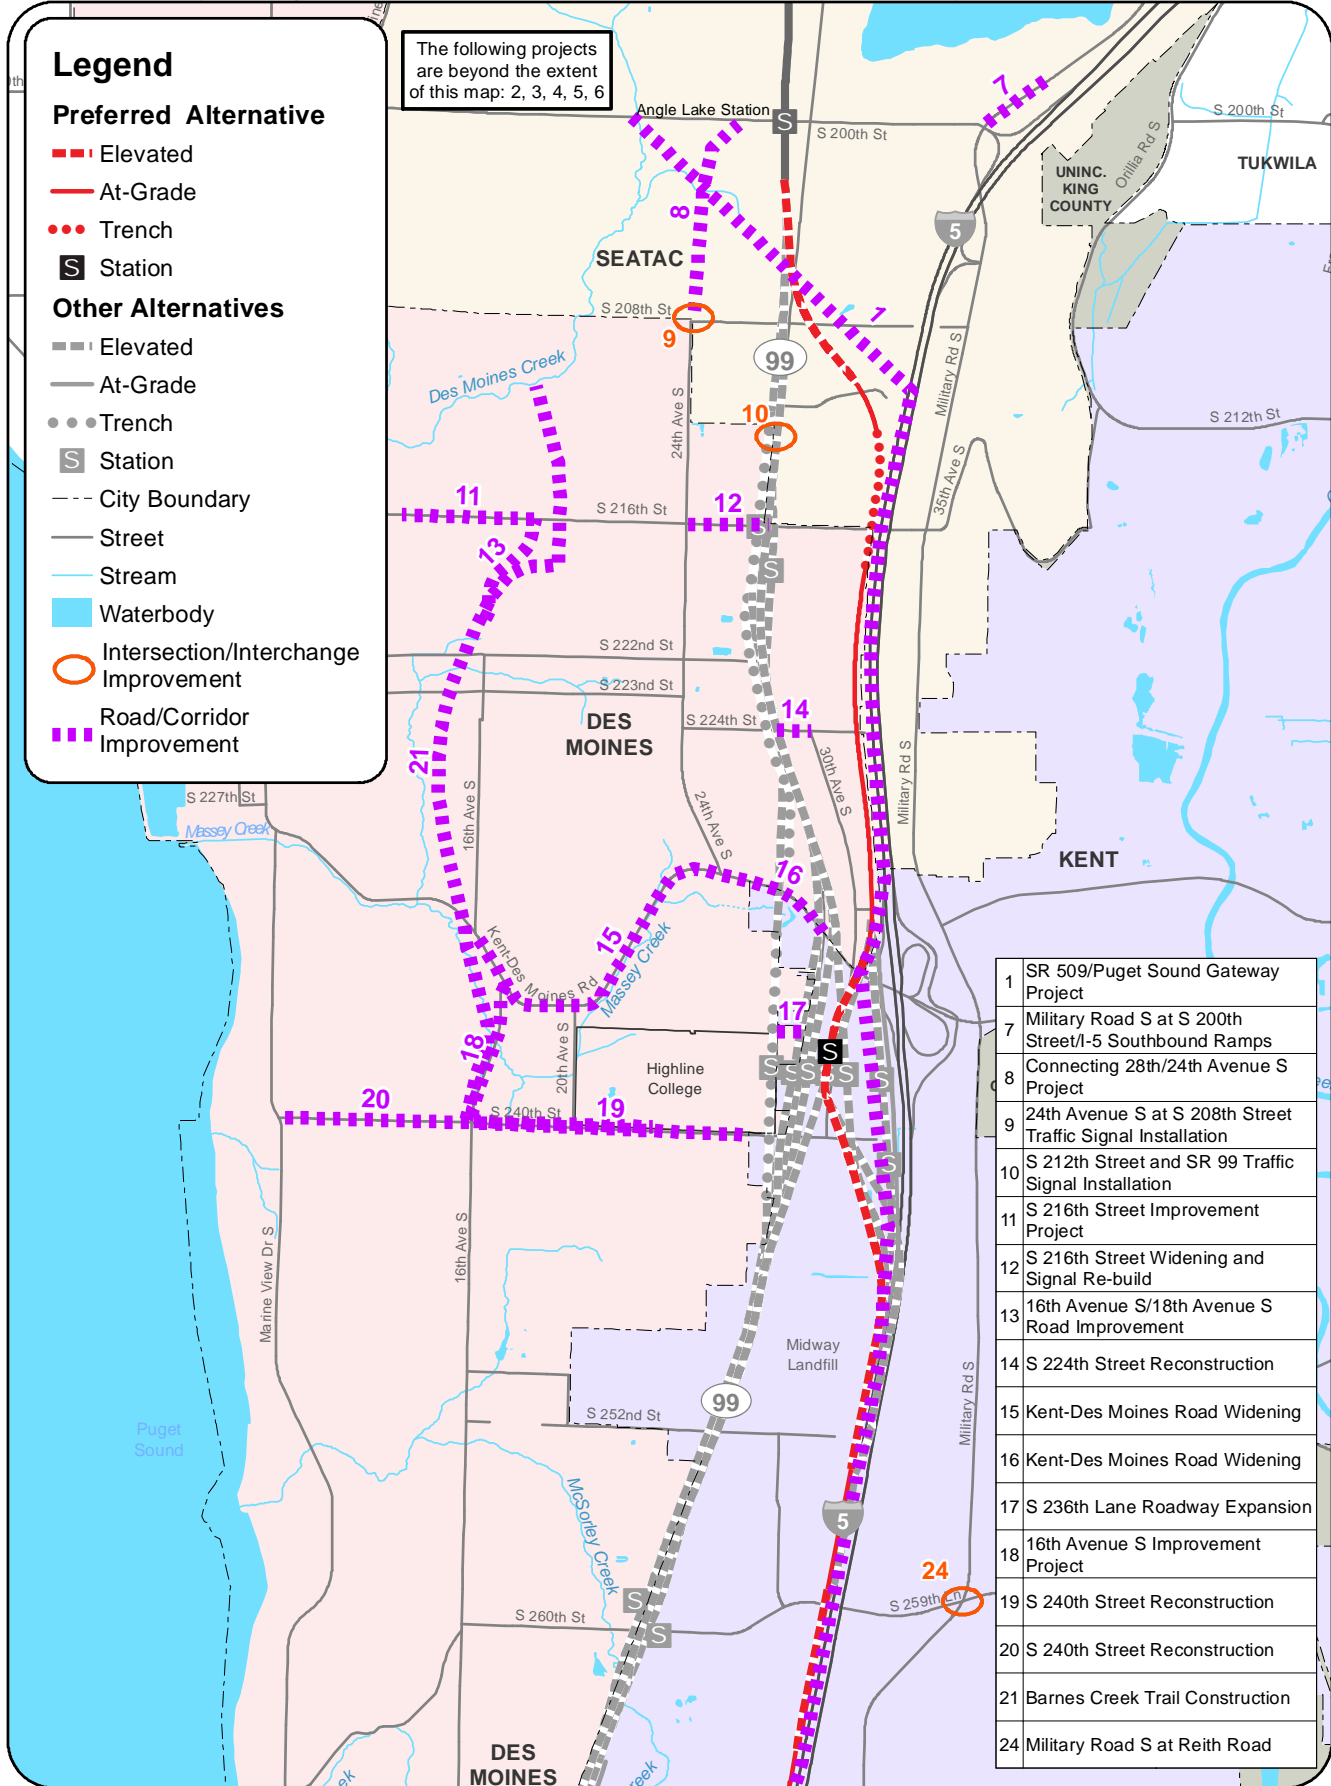 Legend
Preferred Alternative
Elevated
At-Grade
Trench
S Station
Other Alternatives
Elevated
At-Grade
Trench
S Station
City Boundary
Street
Stream
Waterbody
Intersection/Interchange
Improvement
Road/Corridor
Improvement
The following projects
are beyond the extent
of this map: 2, 3, 4, 5, 6
Angle Lake Station
S
S 200th St
7
S 200th St
Orillia Rd S
TUKWILA
UNINC.
KING
COUNTY
5
8
SEATAC
S 208th St
9
1
99
Des Moines Creek
Military Rd S
24th Ave S
10
S 212th St
35th Ave S
11
S 216th St
12
S
13
S
S 222nd St
S 223rd St
DES
MOINES
S 224th St
14
21
30th Ave S
Military Rd S
S 227th St
Massey Creek
16th Ave S
24th Ave S
KENT
16
Kent-Des Moines Rd
15
Massey Creek
17
18
20th Ave S
Highline
College
S
S
S
S
S
S
20
S 240th St
19
S
Marine View Dr S
16th Ave S
Midway
Landfill
99
S 252nd St
Military Rd S
Puget
Sound
McSorley Creek
5
24
S 259th Ln
S
S 260th St
S
DES
MOINES
1 SR 509/Puget Sound Gateway
Project
7 Military Road S at S 200th
Street/I-5 Southbound Ramps
8 Connecting 28th/24th Avenue S
Project
9 24th Avenue S at S 208th Street
Traffic Signal Installation
10 S 212th Street and SR 99 Traffic
Signal Installation
11 S 216th Street Improvement
Project
12 S 216th Street Widening and
Signal Re-build
13 16th Avenue S/18th Avenue S
Road Improvement
14 S 224th Street Reconstruction
15 Kent-Des Moines Road Widening
16 Kent-Des Moines Road Widening
17 S 236th Lane Roadway Expansion
18 16th Avenue S Improvement
Project
19 S 240th Street Reconstruction
20 S 240th Street Reconstruction
21 Barnes Creek Trail Construction
24 Military Road S at Reith Road